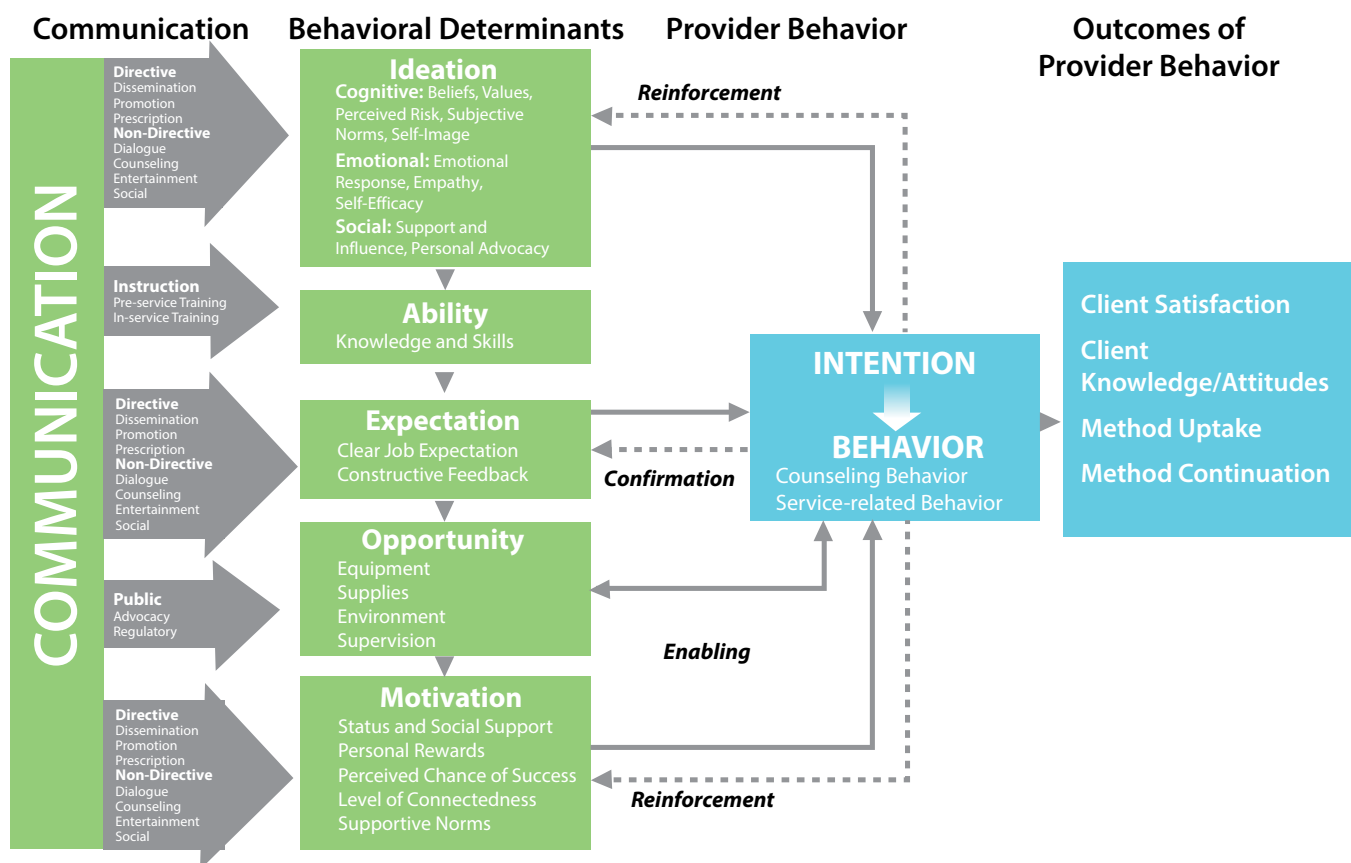 Communication
Behavioral Determinants
Provider Behavior
Outcomes of
Provider Behavior
COMMUNICATION
Directive
Dissemination
Promotion
Prescription
Non-Directive
Dialogue
Counseling
Entertainment
Social
Instruction
Pre-service Training
In-service Training
Directive
Dissemination
Promotion
Prescription
Non-Directive
Dialogue
Counseling
Entertainment
Social
Public
Advocacy
Regulatory
Directive
Dissemination
Promotion
Prescription
Non-Directive
Dialogue
Counseling
Entertainment
Social
Ideation
Cognitive: Beliefs, Values,
Perceived Risk, Subjective
Norms, Self-Image
Emotional: Emotional
Response, Empathy,
Self-Efficacy
Social: Support and
Influence, Personal Advocacy
Ability
Knowledge and Skills
Expectation
Clear Job Expectation
Constructive Feedback
Opportunity
Equipment
Supplies
Environment
Supervision
Motivation
Status and Social Support
Personal Rewards
Perceived Chance of Success
Level of Connectedness
Supportive Norms
Reinforcement
Confirmation
Enabling
Reinforcement
INTENTION
BEHAVIOR
Counseling Behavior
Service-related Behavior
Client Satisfaction
Client
Knowledge/Attitudes
Method Uptake
Method Continuation